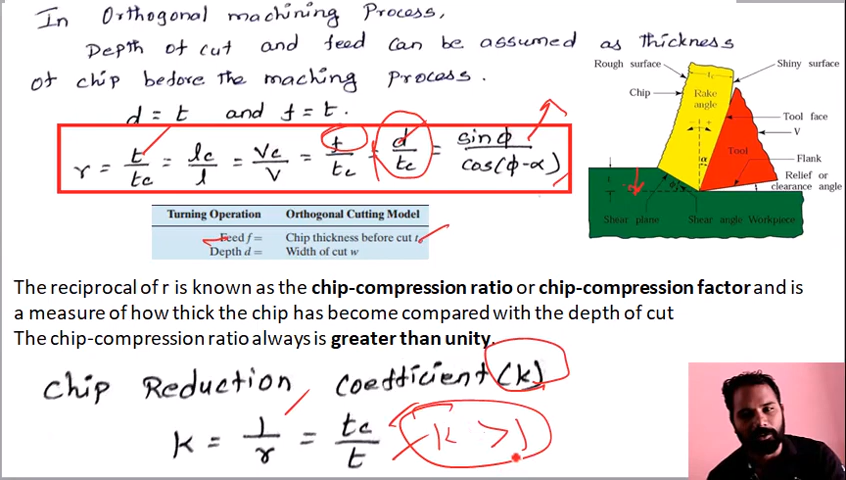 In Orthogonal machining Process,
Depth of cut and feed can be assumed as thickness
of chip before the maching Process.
d = t and f = t.
r = t/tc = lc/l = Vc/V = f/tc = d/tc = sinϕ/cos(ϕ-α)
Rough surface
Shiny surface
Chip
Rake
angle
- +
Tool face
V
α
Tool
Flank
Relief or
clearance angle
Shear plane
Shear angle
Workpiece
Turning Operation Orthogonal Cutting Model
Feed f = Chip thickness before cut t
Depth d = Width of cut w
The reciprocal of r is known as the chip-compression ratio or chip-compression factor and is
a measure of how thick the chip has become compared with the depth of cut
The chip-compression ratio always is greater than unity.
Chip Reduction Coefficient (k)
k = 1/r = tc/t k > 1